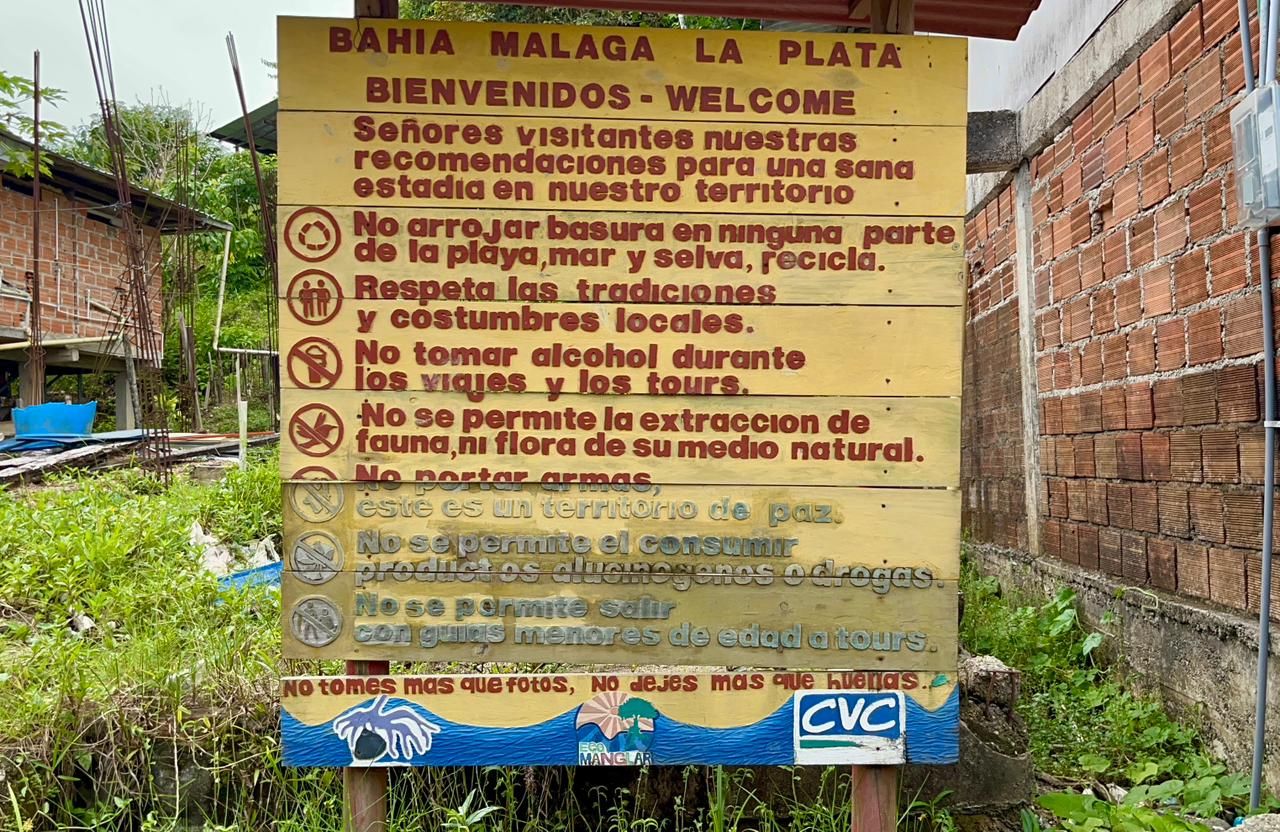 BAHIA MALAGA LA PLATA
BIENVENIDOS - WELCOME
Señores visitantes nuestras
recomendaciones para una sana
estadia en nuestro territorio
No arrojar basura en ninguna parte
de la playa, mar y selva, recicla.
Respeta las tradiciones
y costumbres locales.
No tomar alcohol durante
los viajes y los tours.
No se permite la extraccion de
fauna, ni flora de su medio natural.
No portar armas,
este es un territorio de paz.
No se permite el consumir
productos alucinogenos o drogas.
No se permite salir
con guias menores de edad a tours.
No tomes mas que fotos, No dejes mas que huellas.
ECO
MANGLAR
CVC